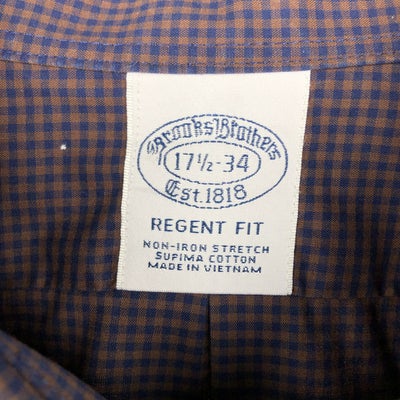 Brooks Brothers
17½-34
Est. 1818
REGENT FIT
NON-IRON STRETCH
SUPIMA COTTON
MADE IN VIETNAM